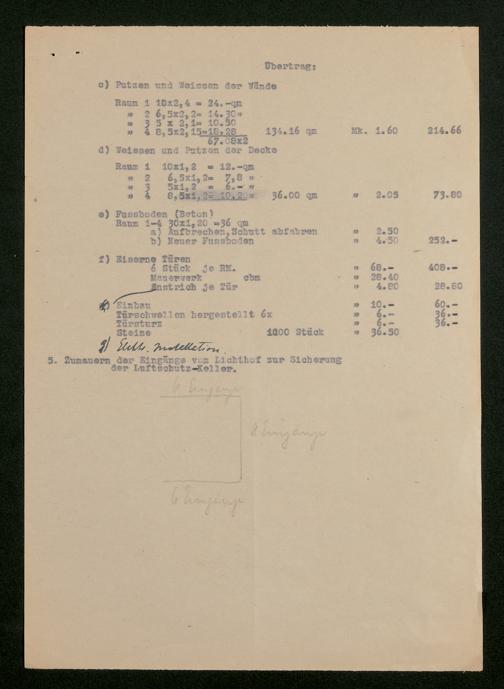 Übertrag:
c) Putzen und Weissen der Wände
Raum 1 10x2,4 = 24.-qm
" 2 6,5x2,2= 14.30"
" 3 5 x 2,1= 10.50
" 4 8,5x2,15=18.28 134.16 qm Mk. 1.60 214.66
67.08x2
d) Weissen und Putzen der Decke
Raum 1 10x1,2 = 12.-qm
" 2 6,5x1,2= 7,8 "
" 3 5x1,2 = 6.- "
" 4 8,5x1,2= 10,20" 36.00 qm " 2.05 73.80
e) Fussboden (Beton)
Raum 1-4 30x1,20 =36 qm
a) Aufbrechen,Schutt abfahren " 2.50
b) Neuer Fussboden " 4.50 252.-
f) Eiserne Türen
6 Stück je RM. " 68.- 408.-
Mauerwerk cbm " 28.40
Anstrich je Tür " 4.80 28.80
Einbau " 10.- 60.-
Türschwellen hergestellt 6x " 6.- 36.-
Türsturz " 6.- 36.-
Steine 1000 Stück " 36.50
g) Elektr. Installation.
5. Zumauern der Eingänge vom Lichthof zur Sicherung
der Luftschutz-Keller.
6 Eingänge
8 Eingänge
6 Eingänge